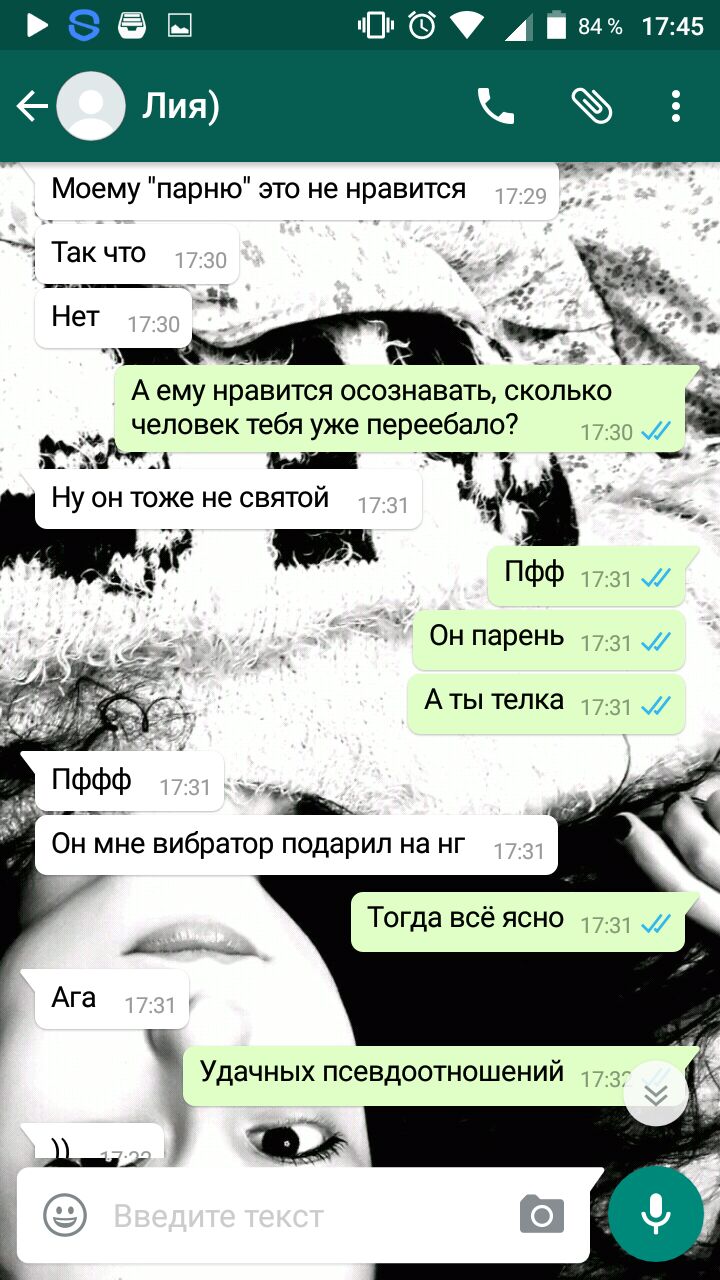 84 % 17:45
Лия)
Моему "парню" это не нравится 17:29
Так что 17:30
Нет 17:30
А ему нравится осознавать, сколько
человек тебя уже переебало? 17:30
Ну он тоже не святой 17:31
Пфф 17:31
Он парень 17:31
А ты телка 17:31
Пффф 17:31
Он мне вибратор подарил на нг 17:31
Тогда всё ясно 17:31
Ага 17:31
Удачных псевдоотношений 17:32
))
Введите текст